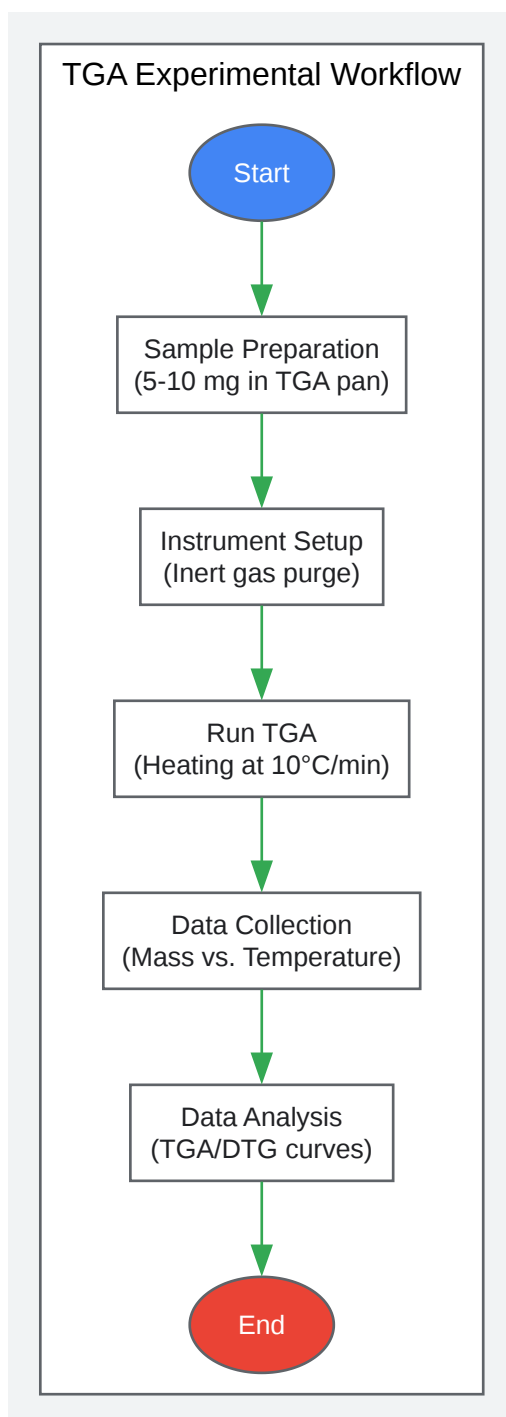 TGA Experimental Workflow
Start
Sample Preparation
(5-10 mg in TGA pan)
Instrument Setup
(Inert gas purge)
Run TGA
(Heating at 10°C/min)
Data Collection
(Mass vs. Temperature)
Data Analysis
(TGA/DTG curves)
End